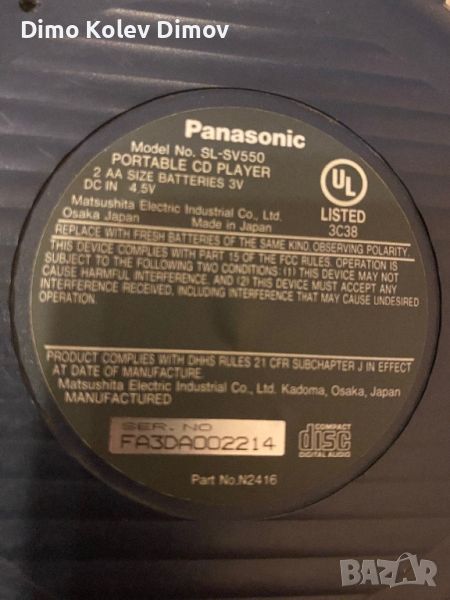 Dimo Kolev Dimov
Panasonic
Model No. SL-SV550
PORTABLE CD PLAYER
2 AA SIZE BATTERIES 3V
DC IN 4.5V
Matsushita Electric Industrial Co., Ltd.
Osaka Japan Made in Japan
UL
LISTED
3C38
REPLACE WITH FRESH BATTERIES OF THE SAME KIND, OBSERVING POLARITY.
THIS DEVICE COMPLIES WITH PART 15 OF THE FCC RULES. OPERATION IS
SUBJECT TO THE FOLLOWING TWO CONDITIONS: (1) THIS DEVICE MAY NOT
CAUSE HARMFUL INTERFERENCE, AND (2) THIS DEVICE MUST ACCEPT ANY
INTERFERENCE RECEIVED, INCLUDING INTERFERENCE THAT MAY CAUSE UNDESIRED
OPERATION.
PRODUCT COMPLIES WITH DHHS RULES 21 CFR SUBCHAPTER J IN EFFECT
AT DATE OF MANUFACTURE.
Matsushita Electric Industrial Co., Ltd. Kadoma, Osaka, Japan
MANUFACTURED
SER. NO
FA3DA002214
COMPACT
disc
DIGITAL AUDIO
Part No.N2416
BAZAR